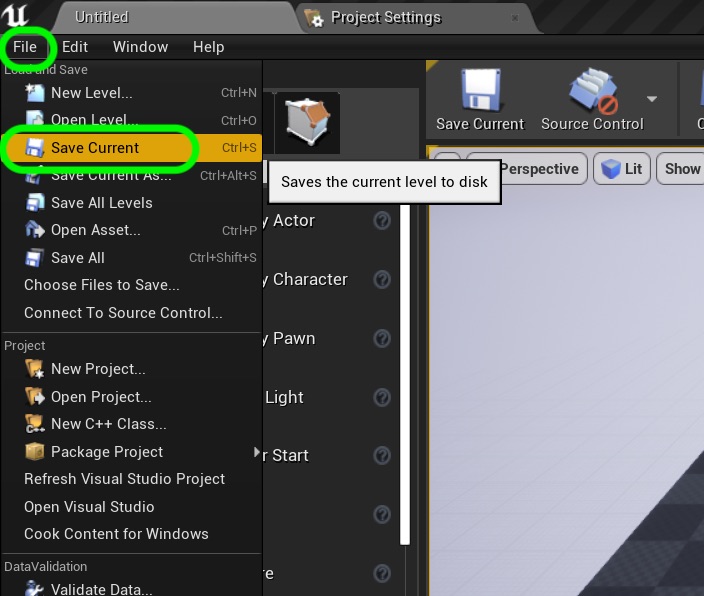 Untitled
Project Settings
File Edit Window Help
Load and Save
New Level... Ctrl+N
Open Level... Ctrl+O
Save Current Ctrl+S
Save Current As... Ctrl+Alt+S
Save All Levels
Open Asset... Ctrl+P
Save All Ctrl+Shift+S
Choose Files to Save...
Connect To Source Control...
Project
New Project...
Open Project...
New C++ Class...
Package Project
Refresh Visual Studio Project
Open Visual Studio
Cook Content for Windows
DataValidation
Validate Data...
Saves the current level to disk
y Actor
y Character
y Pawn
Light
r Start
re
Save Current
Source Control
Perspective
Lit
Show